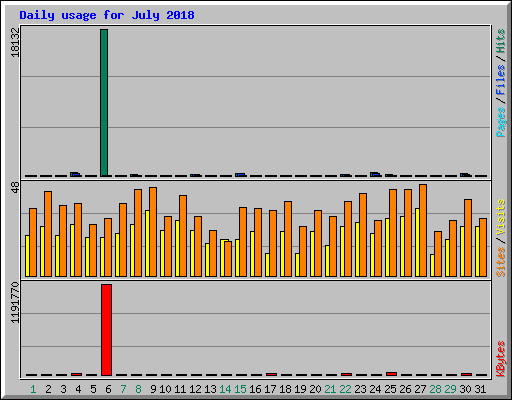 Daily usage for July 2018
18132
48
1191770
Pages/Files/Hits
Sites/Visits
KBytes
1 2 3 4 5 6 7 8 9 10 11 12 13 14 15 16 17 18 19 20 21 22 23 24 25 26 27 28 29 30 31